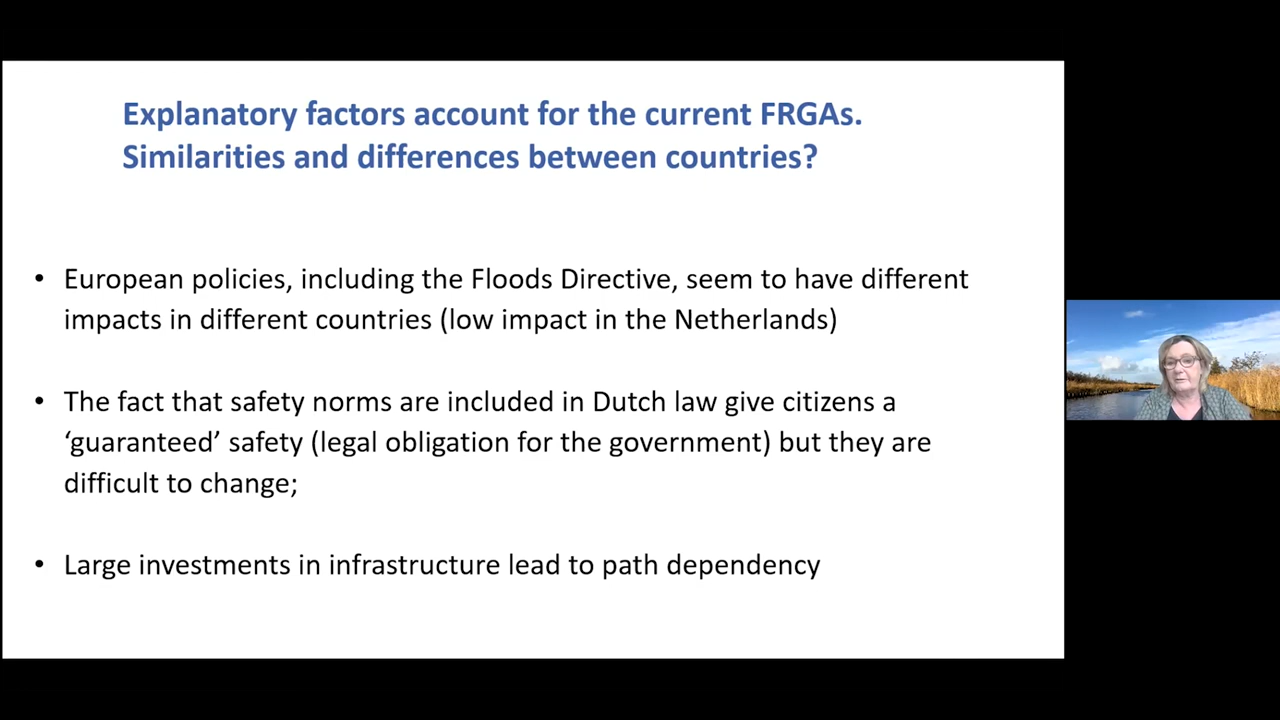 Explanatory factors account for the current FRGAs.
Similarities and differences between countries?
• European policies, including the Floods Directive, seem to have different
impacts in different countries (low impact in the Netherlands)
• The fact that safety norms are included in Dutch law give citizens a
‘guaranteed’ safety (legal obligation for the government) but they are
difficult to change;
• Large investments in infrastructure lead to path dependency